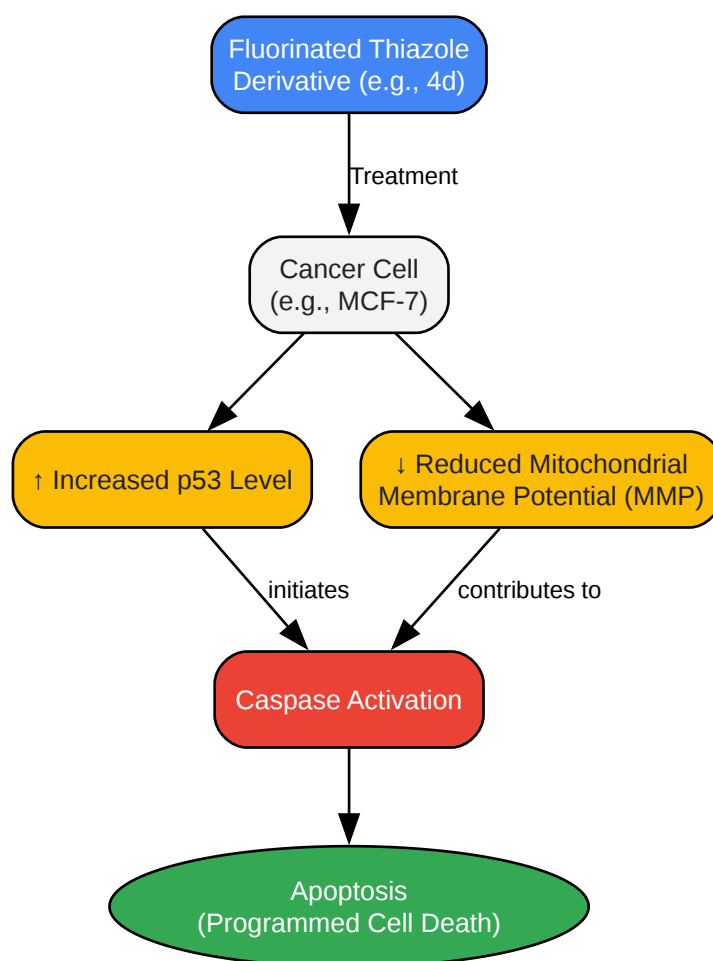 Fluorinated Thiazole
Derivative (e.g., 4d)
Treatment
Cancer Cell
(e.g., MCF-7)
↑ Increased p53 Level
↓ Reduced Mitochondrial
Membrane Potential (MMP)
initiates
contributes to
Caspase Activation
Apoptosis
(Programmed Cell Death)